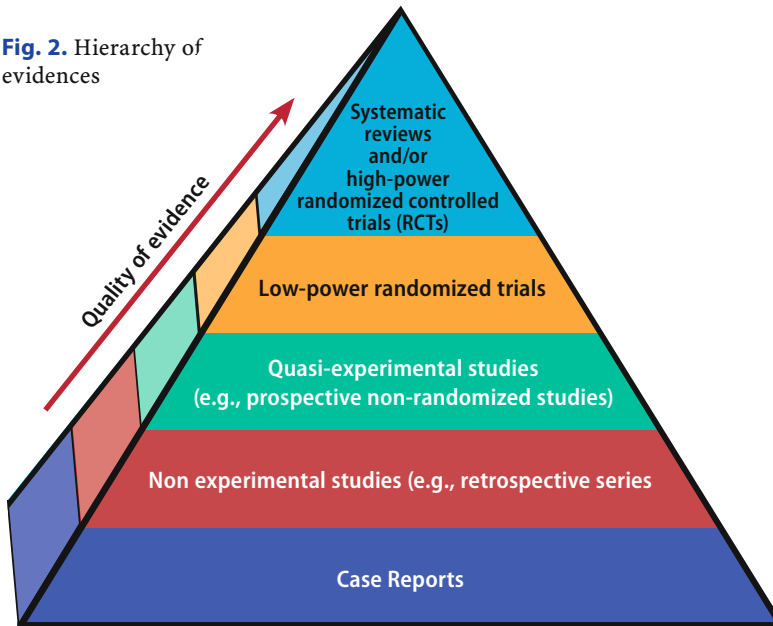 Fig. 2. Hierarchy of
evidences
Quality of evidence
Systematic
reviews
and/or
high-power
randomized controlled
trials (RCTs)
Low-power randomized trials
Quasi-experimental studies
(e.g., prospective non-randomized studies)
Non experimental studies (e.g., retrospective series
Case Reports